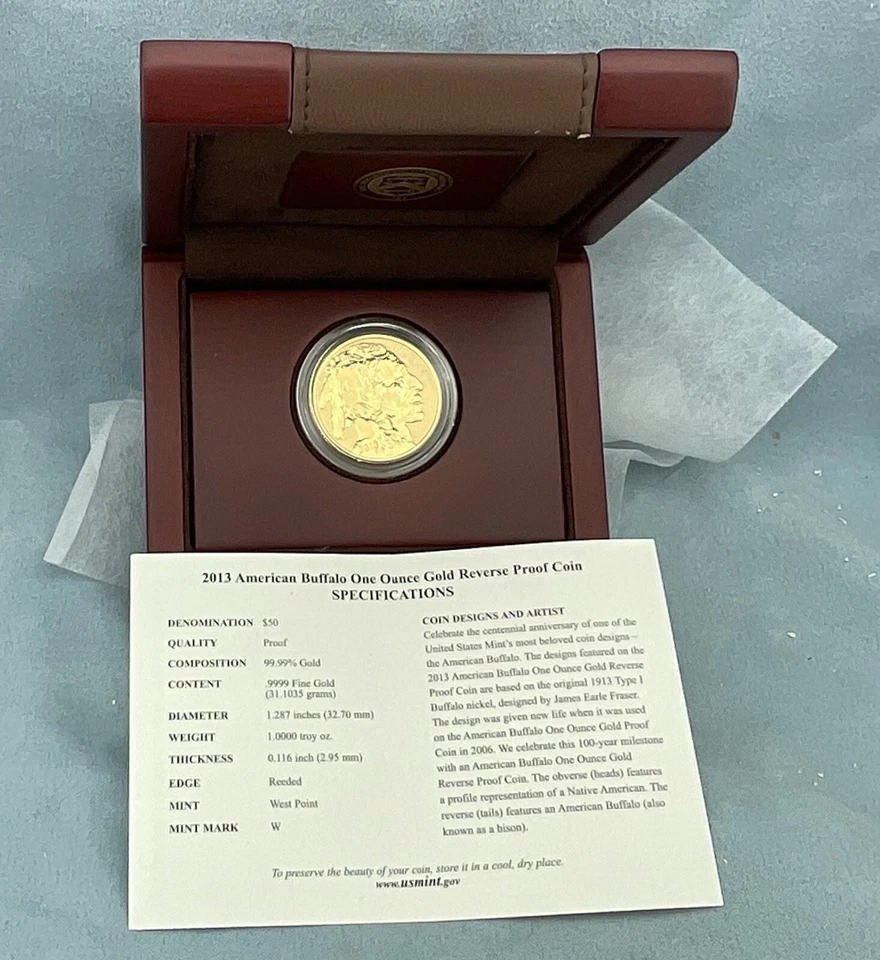 2013 American Buffalo One Ounce Gold Reverse Proof Coin
SPECIFICATIONS
DENOMINATION $50
QUALITY Proof
COMPOSITION 99.99% Gold
CONTENT .9999 Fine Gold
(31.1035 grams)
DIAMETER 1.287 inches (32.70 mm)
WEIGHT 1.0000 troy oz.
THICKNESS 0.116 inch (2.95 mm)
EDGE Reeded
MINT West Point
MINT MARK W
COIN DESIGNS AND ARTIST
Celebrate the centennial anniversary of one of the
United States Mint's most beloved coin designs –
the American Buffalo. The designs featured on the
2013 American Buffalo One Ounce Gold Reverse
Proof Coin are based on the original 1913 Type I
Buffalo nickel, designed by James Earle Fraser.
The design was given new life when it was used
on the American Buffalo One Ounce Gold Proof
Coin in 2006. We celebrate this 100-year milestone
with an American Buffalo One Ounce Gold
Reverse Proof Coin. The obverse (heads) features
a profile representation of a Native American. The
reverse (tails) features an American Buffalo (also
known as a bison).
To preserve the beauty of your coin, store it in a cool, dry place.
www.usmint.gov